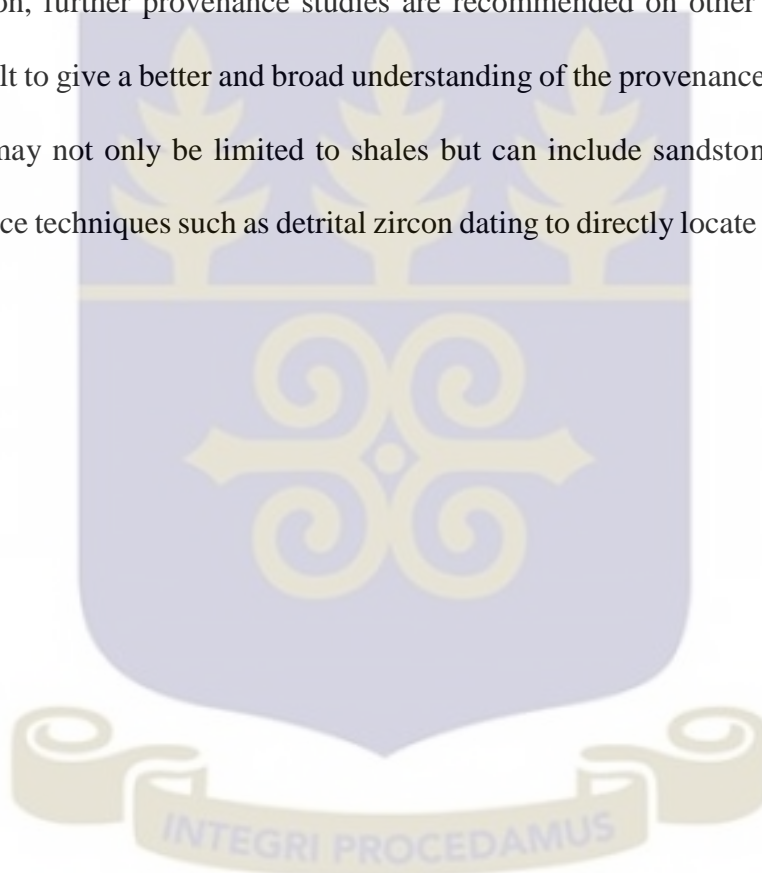 on, further provenance studies are recommended on other
lt to give a better and broad understanding of the provenance
may not only be limited to shales but can include sandston
ce techniques such as detrital zircon dating to directly locate
INTEGRI PROCEDAMUS